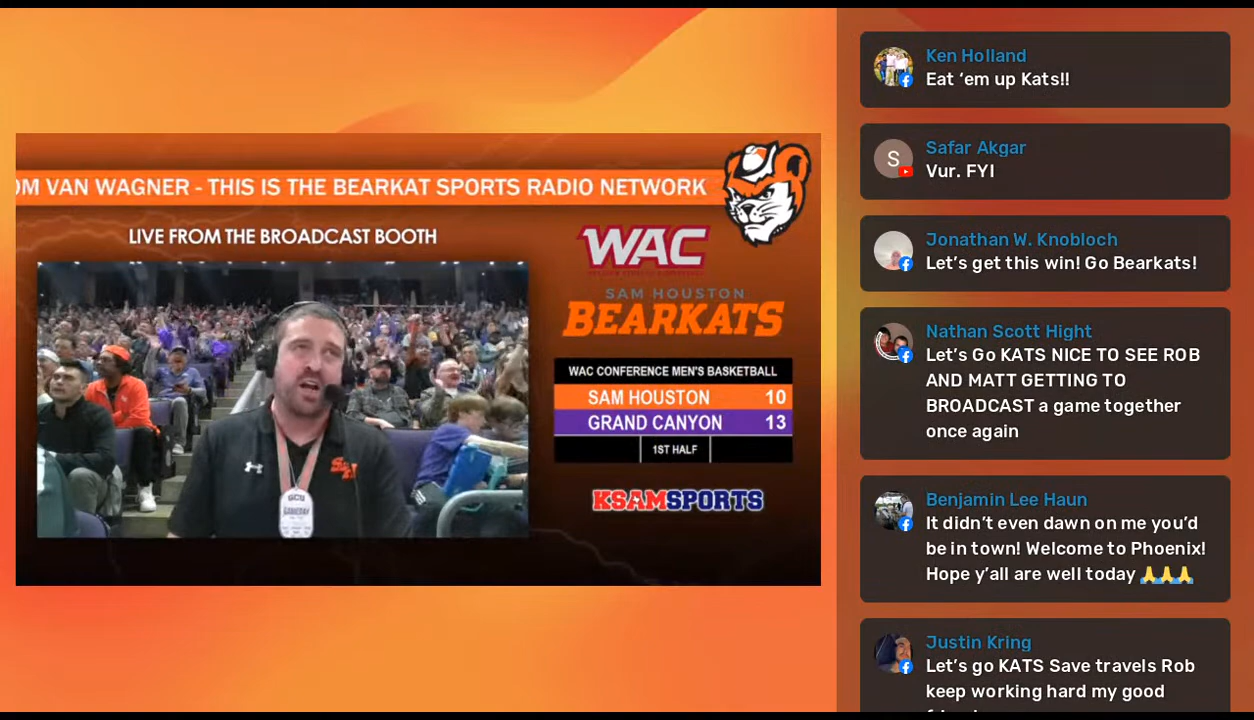 OM VAN WAGNER - THIS IS THE BEARKAT SPORTS RADIO NETWORK
LIVE FROM THE BROADCAST BOOTH
WAC
SAM HOUSTON
BEARKATS
WAC CONFERENCE MEN'S BASKETBALL
SAM HOUSTON 10
GRAND CANYON 13
1ST HALF
KSAMSPORTS
GCU
GAMEDAY
Ken Holland
Eat ‘em up Kats!!
S
Safar Akgar
Vur. FYI
Jonathan W. Knobloch
Let’s get this win! Go Bearkats!
Nathan Scott Hight
Let’s Go KATS NICE TO SEE ROB
AND MATT GETTING TO
BROADCAST a game together
once again
Benjamin Lee Haun
It didn’t even dawn on me you’d
be in town! Welcome to Phoenix!
Hope y’all are well today 🙏🙏🙏
Justin Kring
Let’s go KATS Save travels Rob
keep working hard my good